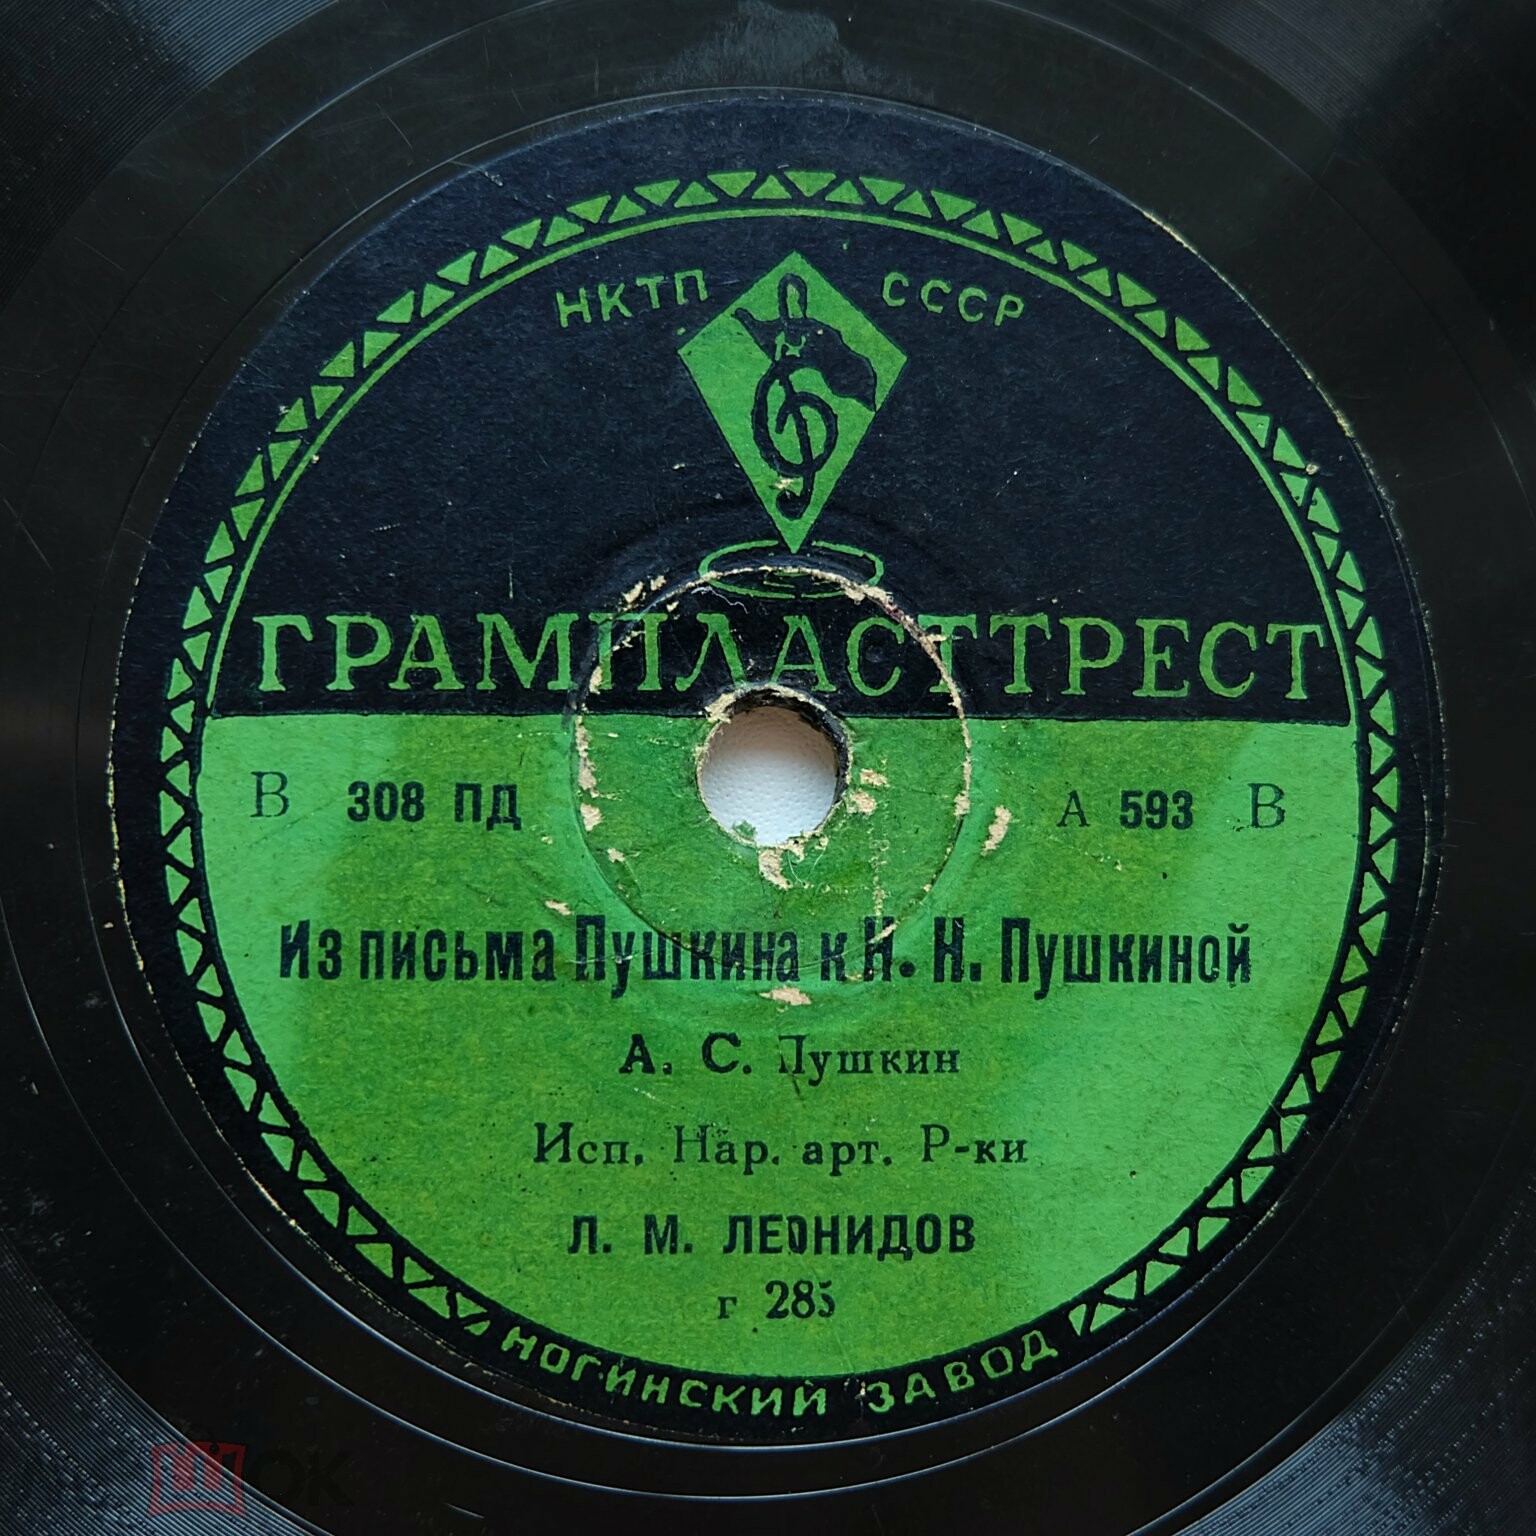 НКТП СССР
ГРАМПЛАСТТРЕСТ
В 308 ПД А 593 В
Из письма Пушкина к Н. Н. Пушкиной
А. С. Пушкин
Исп. Нар. арт. Р-ки
Л. М. ЛЕОНИДОВ
г 285
НОГИНСКИЙ ЗАВОД
ОК